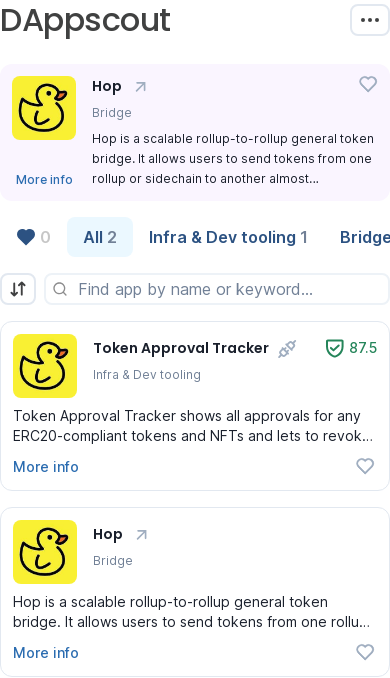 DAppscout
Hop
Bridge
Hop is a scalable rollup-to-rollup general token
bridge. It allows users to send tokens from one
rollup or sidechain to another almost...
More info
0
All 2
Infra & Dev tooling 1
Bridge
Find app by name or keyword...
Token Approval Tracker
87.5
Infra & Dev tooling
Token Approval Tracker shows all approvals for any
ERC20-compliant tokens and NFTs and lets to revok...
More info
Hop
Bridge
Hop is a scalable rollup-to-rollup general token
bridge. It allows users to send tokens from one rollu...
More info